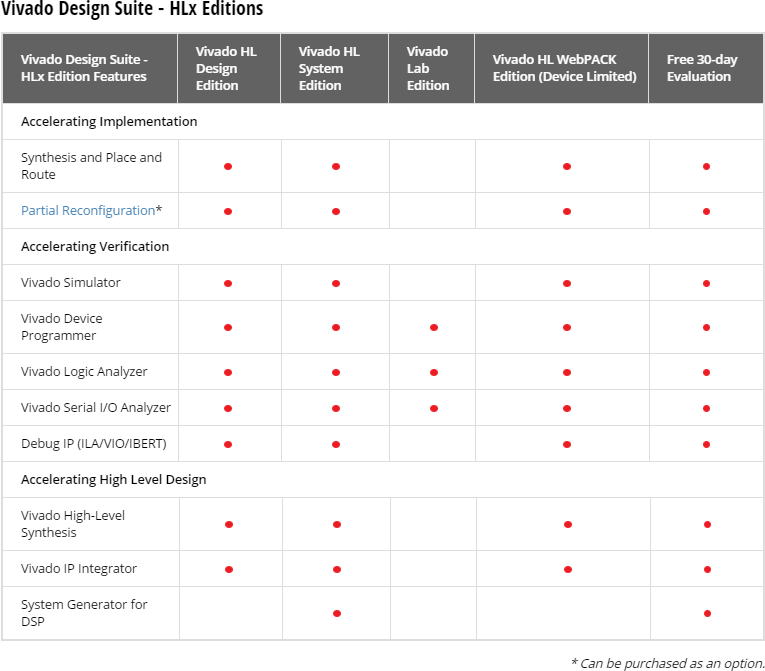 Vivado Design Suite - HLx Editions
Vivado Design Suite -
HLx Edition Features
Vivado HL
Design
Edition
Vivado HL
System
Edition
Vivado
Lab
Edition
Vivado HL WebPACK
Edition (Device Limited)
Free 30-day
Evaluation
Accelerating Implementation
Synthesis and Place and
Route
Partial Reconfiguration*
Accelerating Verification
Vivado Simulator
Vivado Device
Programmer
Vivado Logic Analyzer
Vivado Serial I/O Analyzer
Debug IP (ILA/VIO/IBERT)
Accelerating High Level Design
Vivado High-Level
Synthesis
Vivado IP Integrator
System Generator for
DSP
* Can be purchased as an option.